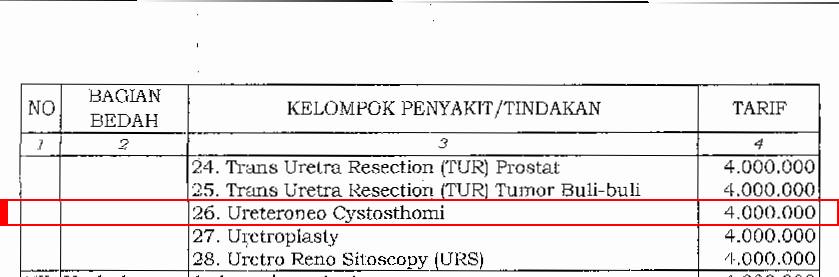 NO BAGIAN BEDAH KELOMPOK PENYAKIT/TINDAKAN TARIF
1 2 3 4
24. Trans Uretra Resection (TUR) Prostat 4.000.000
25. Trans Uretra Resection (TUR) Tumor Buli-buli 4.000.000
26. Ureteroneo Cystosthomi 4.000.000
27. Uretroplasty 4.000.000
28. Uretro Reno Sitoscopy (URS) 4.000.000